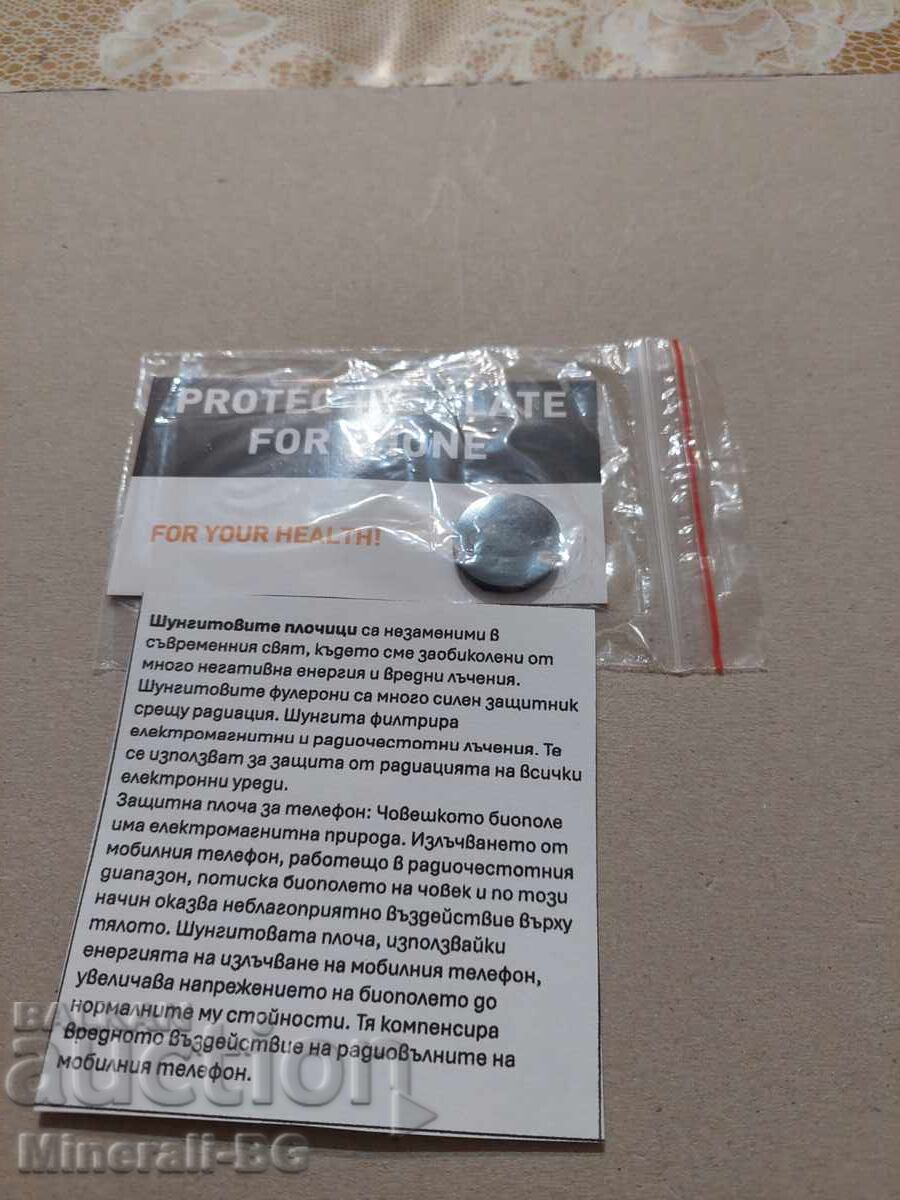 PROTECTIVE PLATE
FOR PHONE
FOR YOUR HEALTH!
Шунгитовите плочици са незаменими в
съвременния свят, където сме заобиколени от
много негативна енергия и вредни лъчения.
Шунгитовите фулерони са много силен защитник
срещу радиация. Шунгита филтрира
електромагнитни и радиочестотни лъчения. Те
се използват за защита от радиацията на всички
електронни уреди.
Защитна плоча за телефон: Човешкото биополе
има електромагнитна природа. Излъчването от
мобилния телефон, работещо в радиочестотния
диапазон, потиска биополето на човек и по този
начин оказва неблагоприятно въздействие върху
тялото. Шунгитовата плоча, използвайки
енергията на излъчване на мобилния телефон,
увеличава напрежението на биополето до
нормалните му стойности. Тя компенсира
вредното въздействие на радиовълните на
мобилния телефон.
BALKAN
auction
Minerali-BG